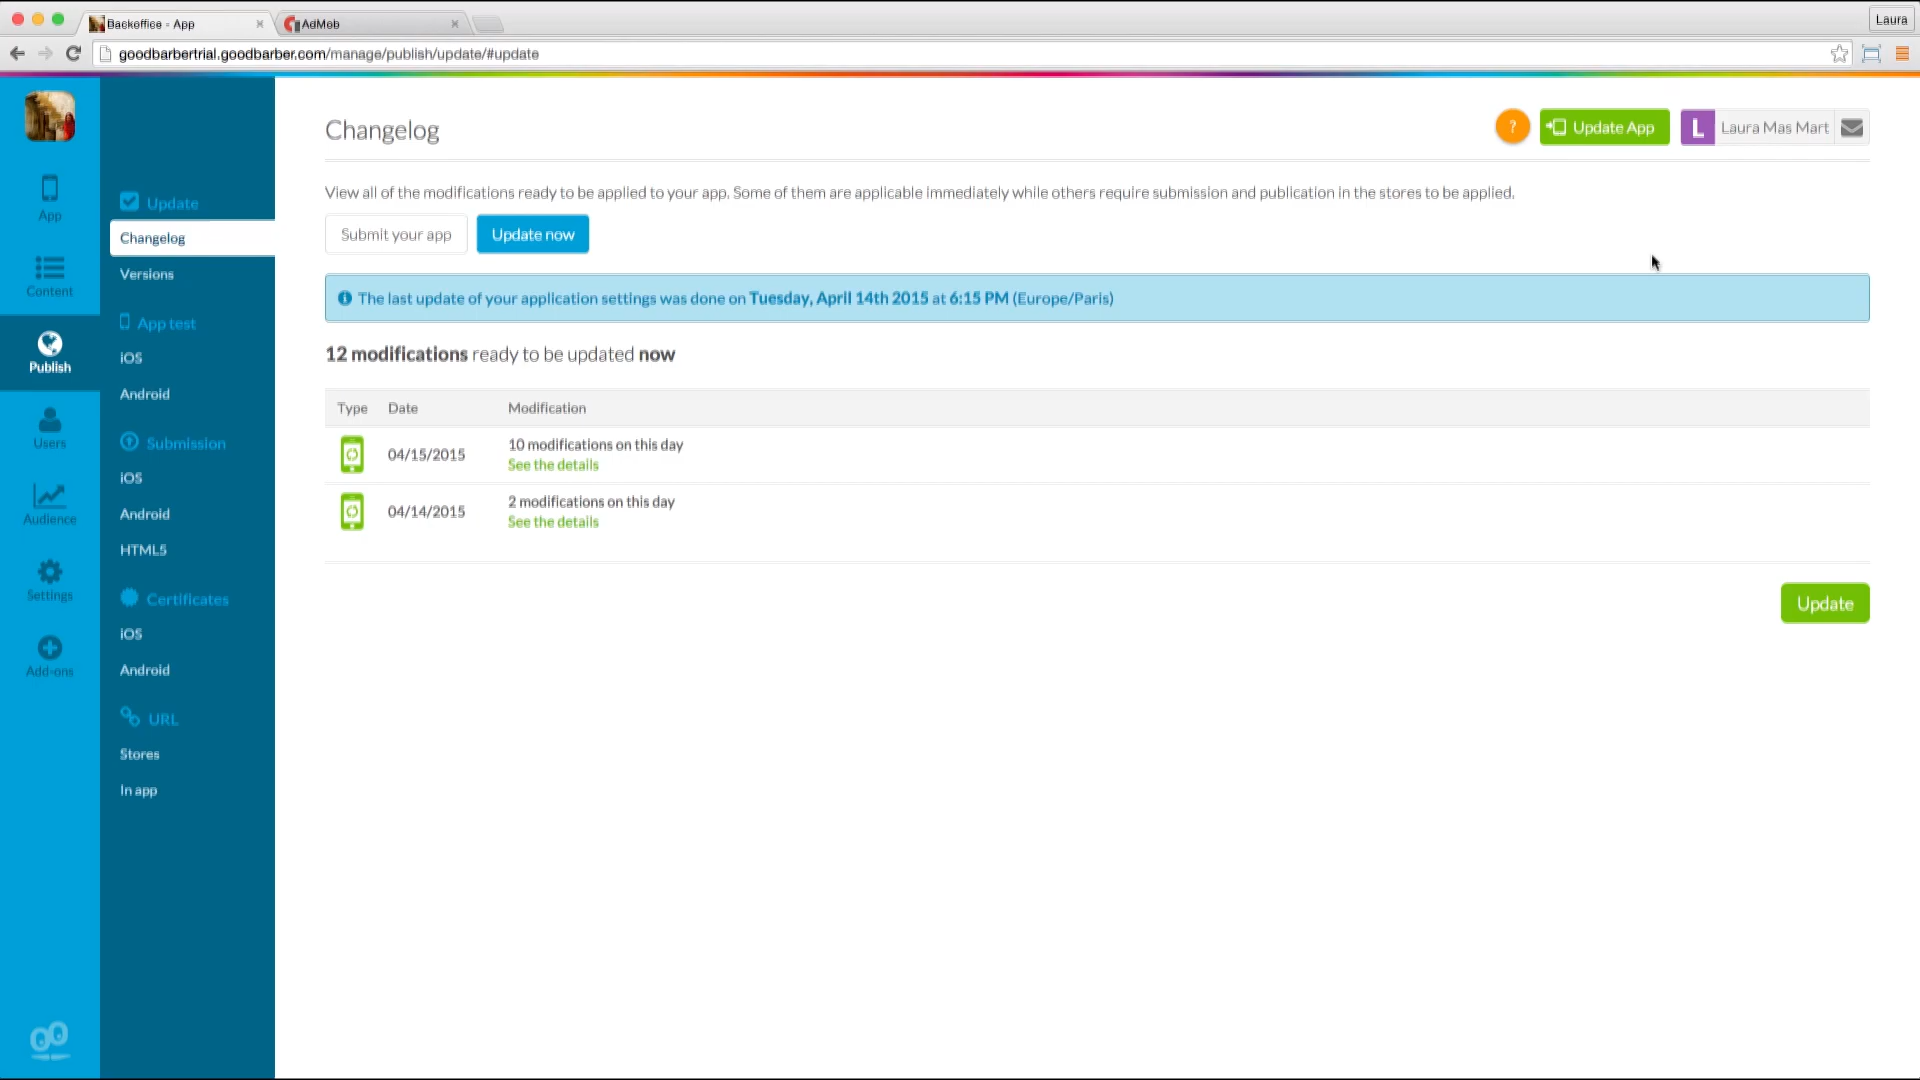 Backoffice - App
AdMob
Laura
goodbarbertrial.goodbarber.com/manage/publish/update/#update
App
Content
Publish
Users
Audience
Settings
Add-ons
Update
Changelog
Versions
App test
iOS
Android
Submission
iOS
Android
HTML5
Certificates
iOS
Android
URL
Stores
In app
Changelog
?
Update App
L
Laura Mas Mart
View all of the modifications ready to be applied to your app. Some of them are applicable immediately while others require submission and publication in the stores to be applied.
Submit your app
Update now
The last update of your application settings was done on Tuesday, April 14th 2015 at 6:15 PM (Europe/Paris)
12 modifications ready to be updated now
Type Date Modification
04/15/2015
10 modifications on this day
See the details
04/14/2015
2 modifications on this day
See the details
Update